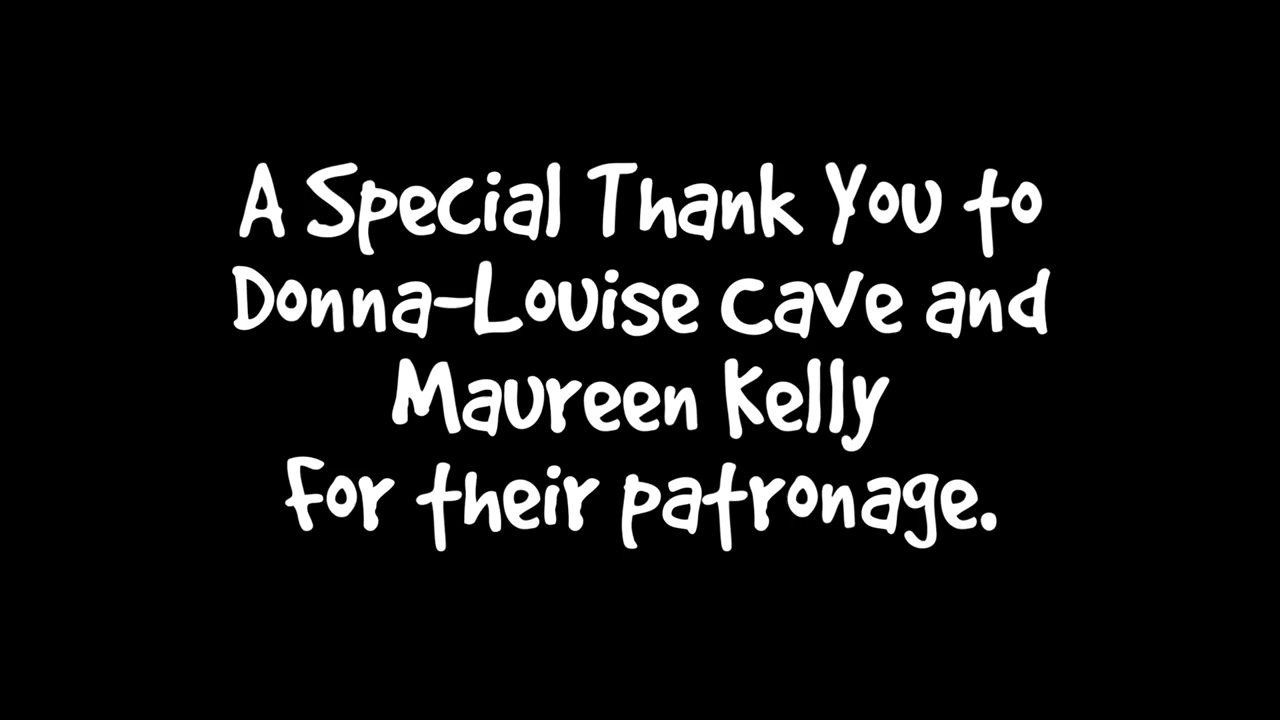 A Special Thank You to
Donna-Louise Cave and
Maureen Kelly
For their patronage.